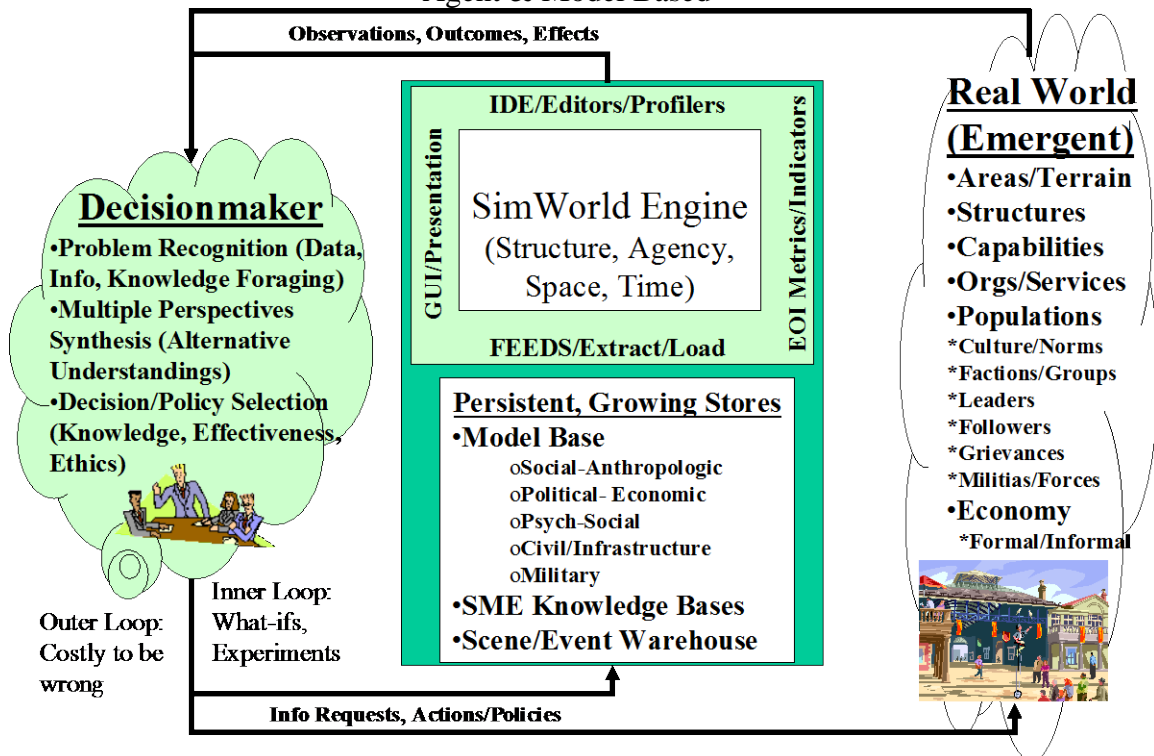 Agent & Model Based
Observations, Outcomes, Effects
Decisionmaker
•Problem Recognition (Data,
Info, Knowledge Foraging)
•Multiple Perspectives
Synthesis (Alternative
Understandings)
•Decision/Policy Selection
(Knowledge, Effectiveness,
Ethics)
Outer Loop:
Costly to be
wrong
Inner Loop:
What-ifs,
Experiments
IDE/Editors/Profilers
GUI/Presentation
SimWorld Engine
(Structure, Agency,
Space, Time)
EOI Metrics/Indicators
FEEDS/Extract/Load
Persistent, Growing Stores
•Model Base
oSocial-Anthropologic
oPolitical- Economic
oPsych-Social
oCivil/Infrastructure
oMilitary
•SME Knowledge Bases
•Scene/Event Warehouse
Real World
(Emergent)
•Areas/Terrain
•Structures
•Capabilities
•Orgs/Services
•Populations
*Culture/Norms
*Factions/Groups
*Leaders
*Followers
*Grievances
*Militias/Forces
•Economy
*Formal/Informal
Info Requests, Actions/Policies